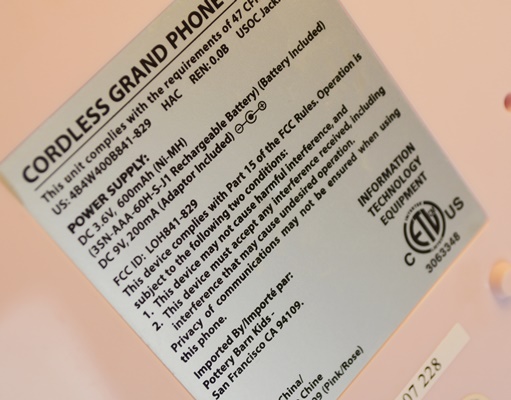 CORDLESS GRAND PHONE
This unit complies with the requirements of 47 CFR
US: 4B4W400B841-829 HAC REN: 0.0B USOC Jack
POWER SUPPLY:
DC 3.6V, 600mAh (Ni-MH)
(3SN-AAA-60H-S-J1 Rechargeable Battery) (Battery Included)
DC 9V, 200mA (Adaptor Included)
FCC ID: LOH841-829
This device complies with Part 15 of the FCC Rules. Operation is
subject to the following two conditions:
1. This device may not cause harmful interference, and
2. This device must accept any interference received, including
interference that may cause undesired operation.
Privacy of communications may not be ensured when using
this phone.
Imported By/Importé par:
Pottery Barn Kids -
San Francisco CA 94109.
China/
Chine
09 (Pink/Rose)
INFORMATION
TECHNOLOGY
EQUIPMENT
C ETL US
3063348
07 228